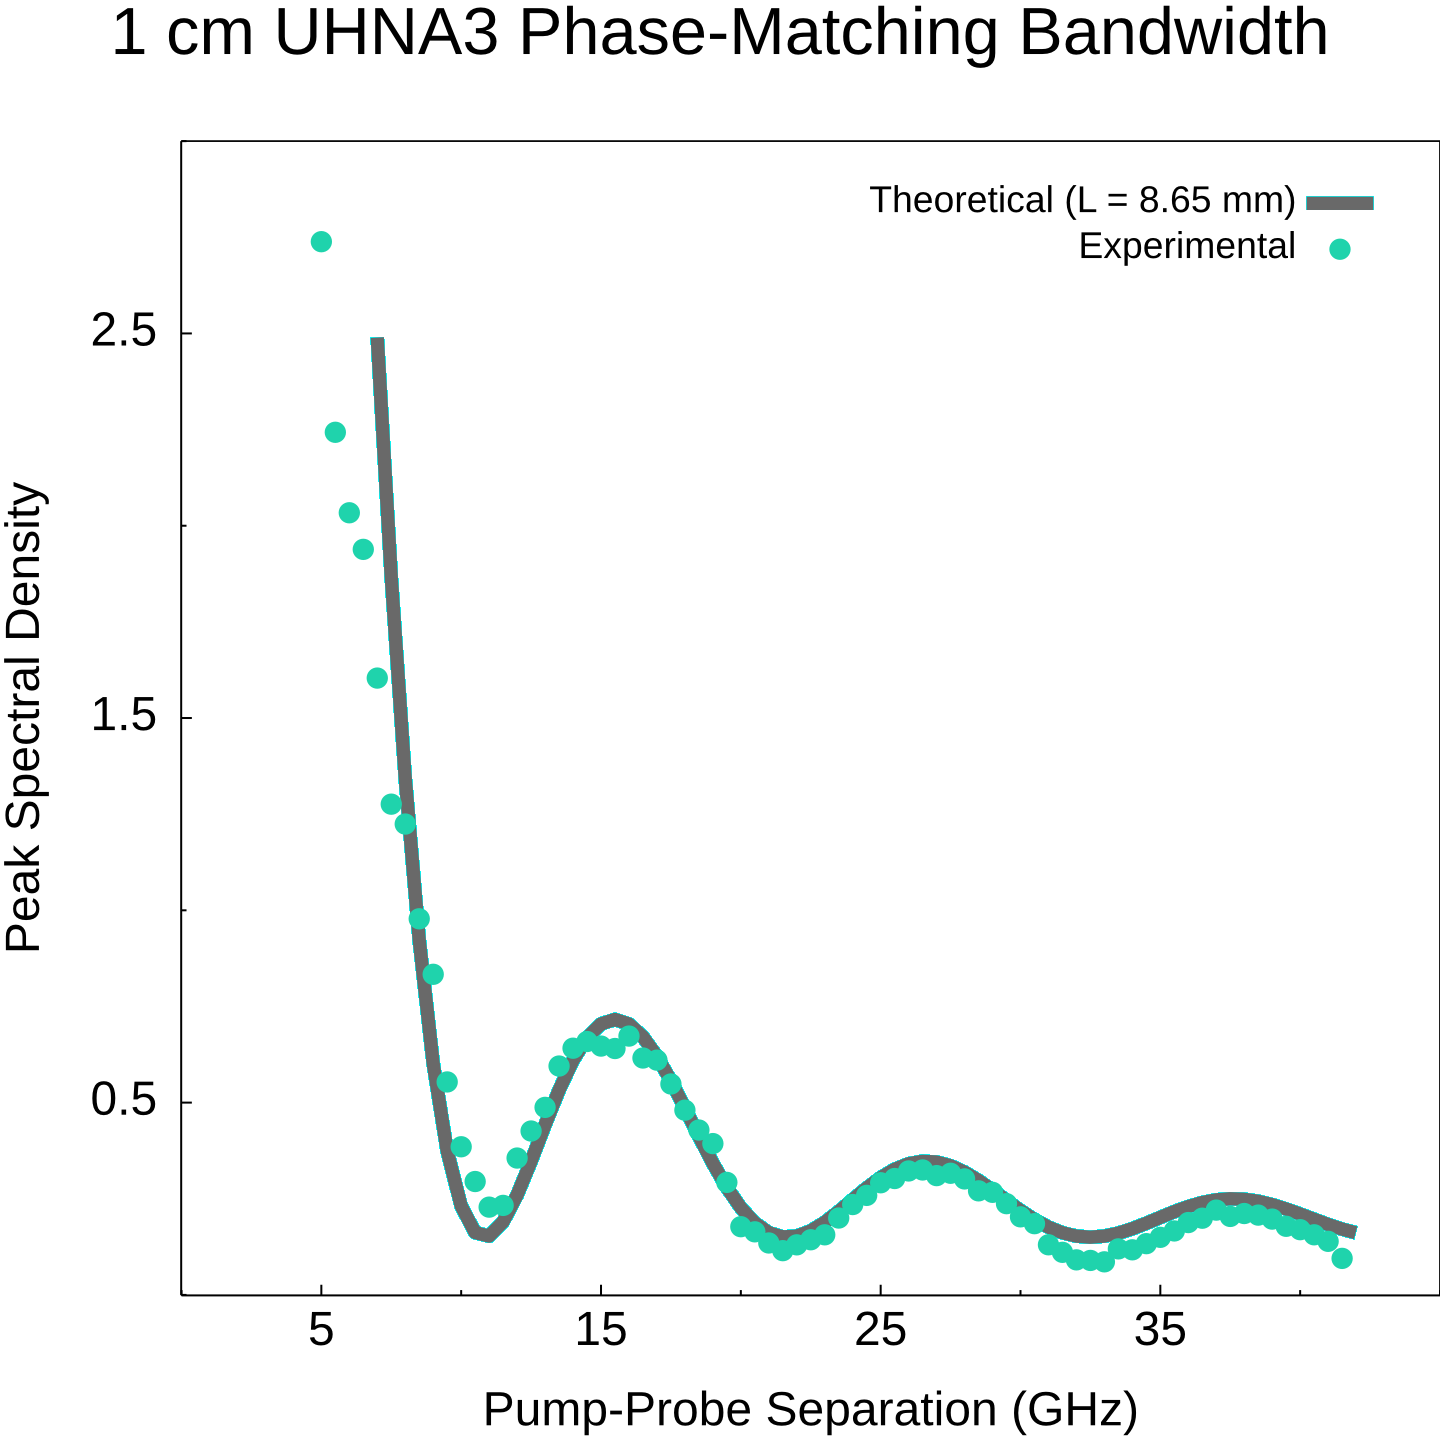 1 cm UHNA3 Phase-Matching Bandwidth
Theoretical (L = 8.65 mm)
Experimental
2.5
1.5
0.5
Peak Spectral Density
5 15 25 35
Pump-Probe Separation (GHz)